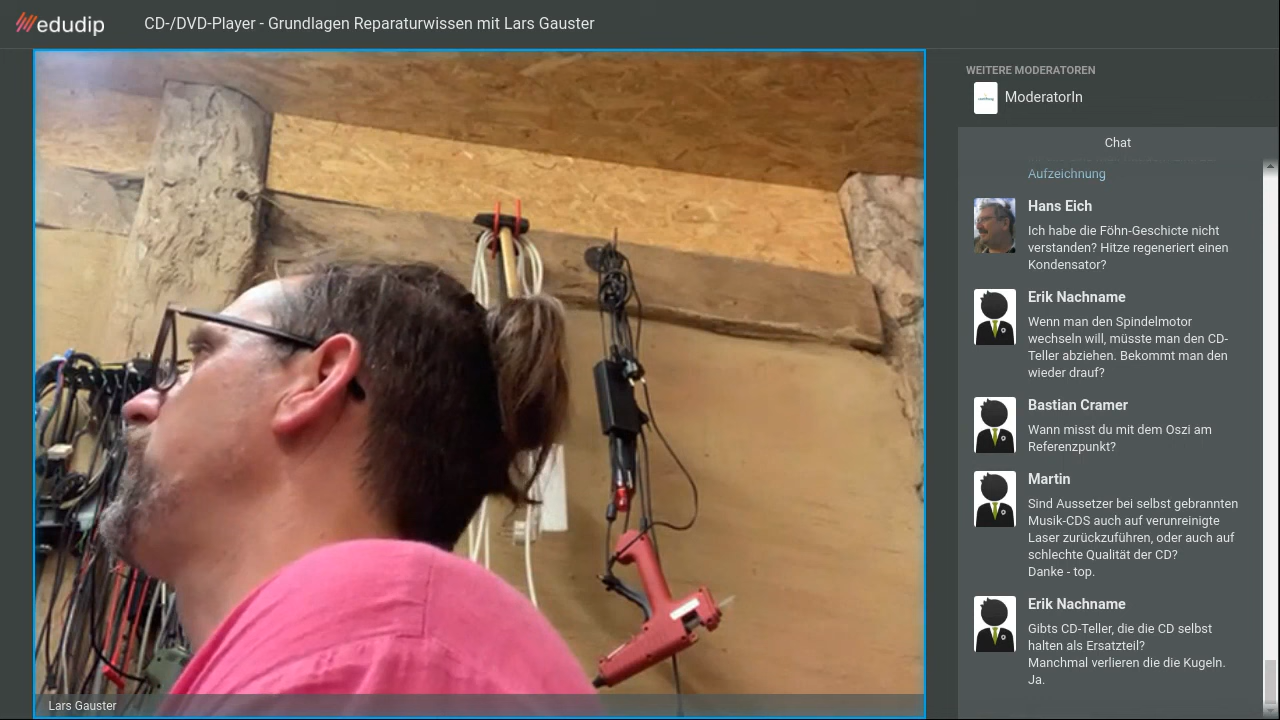 edudip
CD-/DVD-Player - Grundlagen Reparaturwissen mit Lars Gauster
WEITERE MODERATOREN
ModeratorIn
Chat
Aufzeichnung
Hans Eich
Ich habe die Föhn-Geschicte nicht
verstanden? Hitze regeneriert einen
Kondensator?
Erik Nachname
Wenn man den Spindelmotor
wechseln will, müsste man den CD-
Teller abziehen. Bekommt man den
wieder drauf?
Bastian Cramer
Wann misst du mit dem Oszi am
Referenzpunkt?
Martin
Sind Aussetzer bei selbst gebrannten
Musik-CDS auch auf verunreinigte
Laser zurückzuführen, oder auch auf
schlechte Qualität der CD?
Danke - top.
Erik Nachname
Gibts CD-Teller, die die CD selbst
halten als Ersatzteil?
Manchmal verlieren die die Kugeln.
Ja.
Lars Gauster